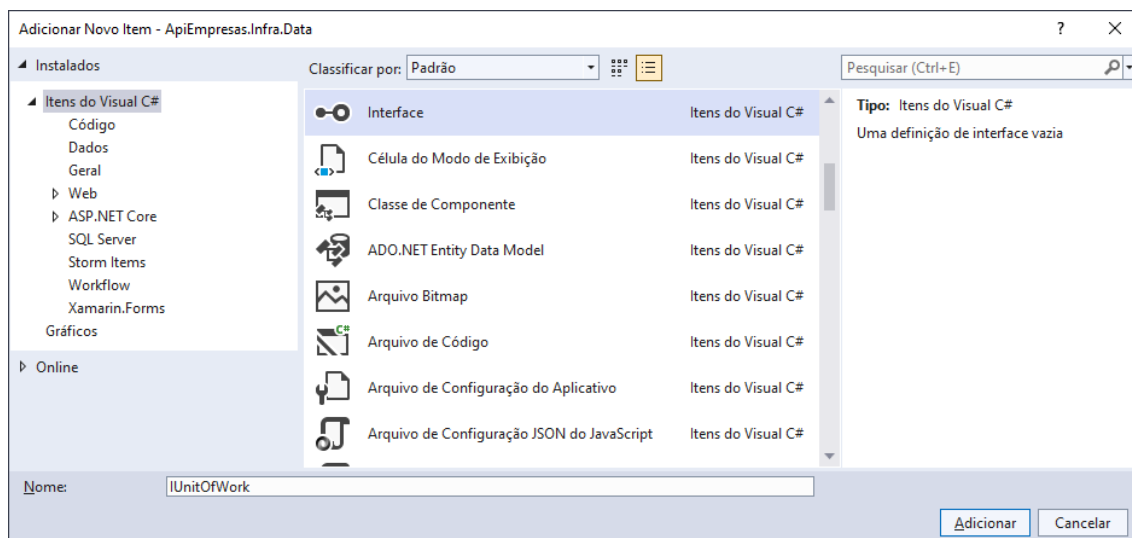 Adicionar Novo Item - ApiEmpresas.Infra.Data ?
Instalados
Classificar por: Padrão
Pesquisar (Ctrl+E)
Itens do Visual C#
Código
Dados
Geral
Web
ASP.NET Core
SQL Server
Storm Items
Workflow
Xamarin.Forms
Gráficos
Online
Interface Itens do Visual C#
Célula do Modo de Exibição Itens do Visual C#
Classe de Componente Itens do Visual C#
ADO.NET Entity Data Model Itens do Visual C#
Arquivo Bitmap Itens do Visual C#
C#
Arquivo de Código Itens do Visual C#
Arquivo de Configuração do Aplicativo Itens do Visual C#
Arquivo de Configuração JSON do JavaScript Itens do Visual C#
Tipo: Itens do Visual C#
Uma definição de interface vazia
Nome: IUnitOfWork
Adicionar Cancelar